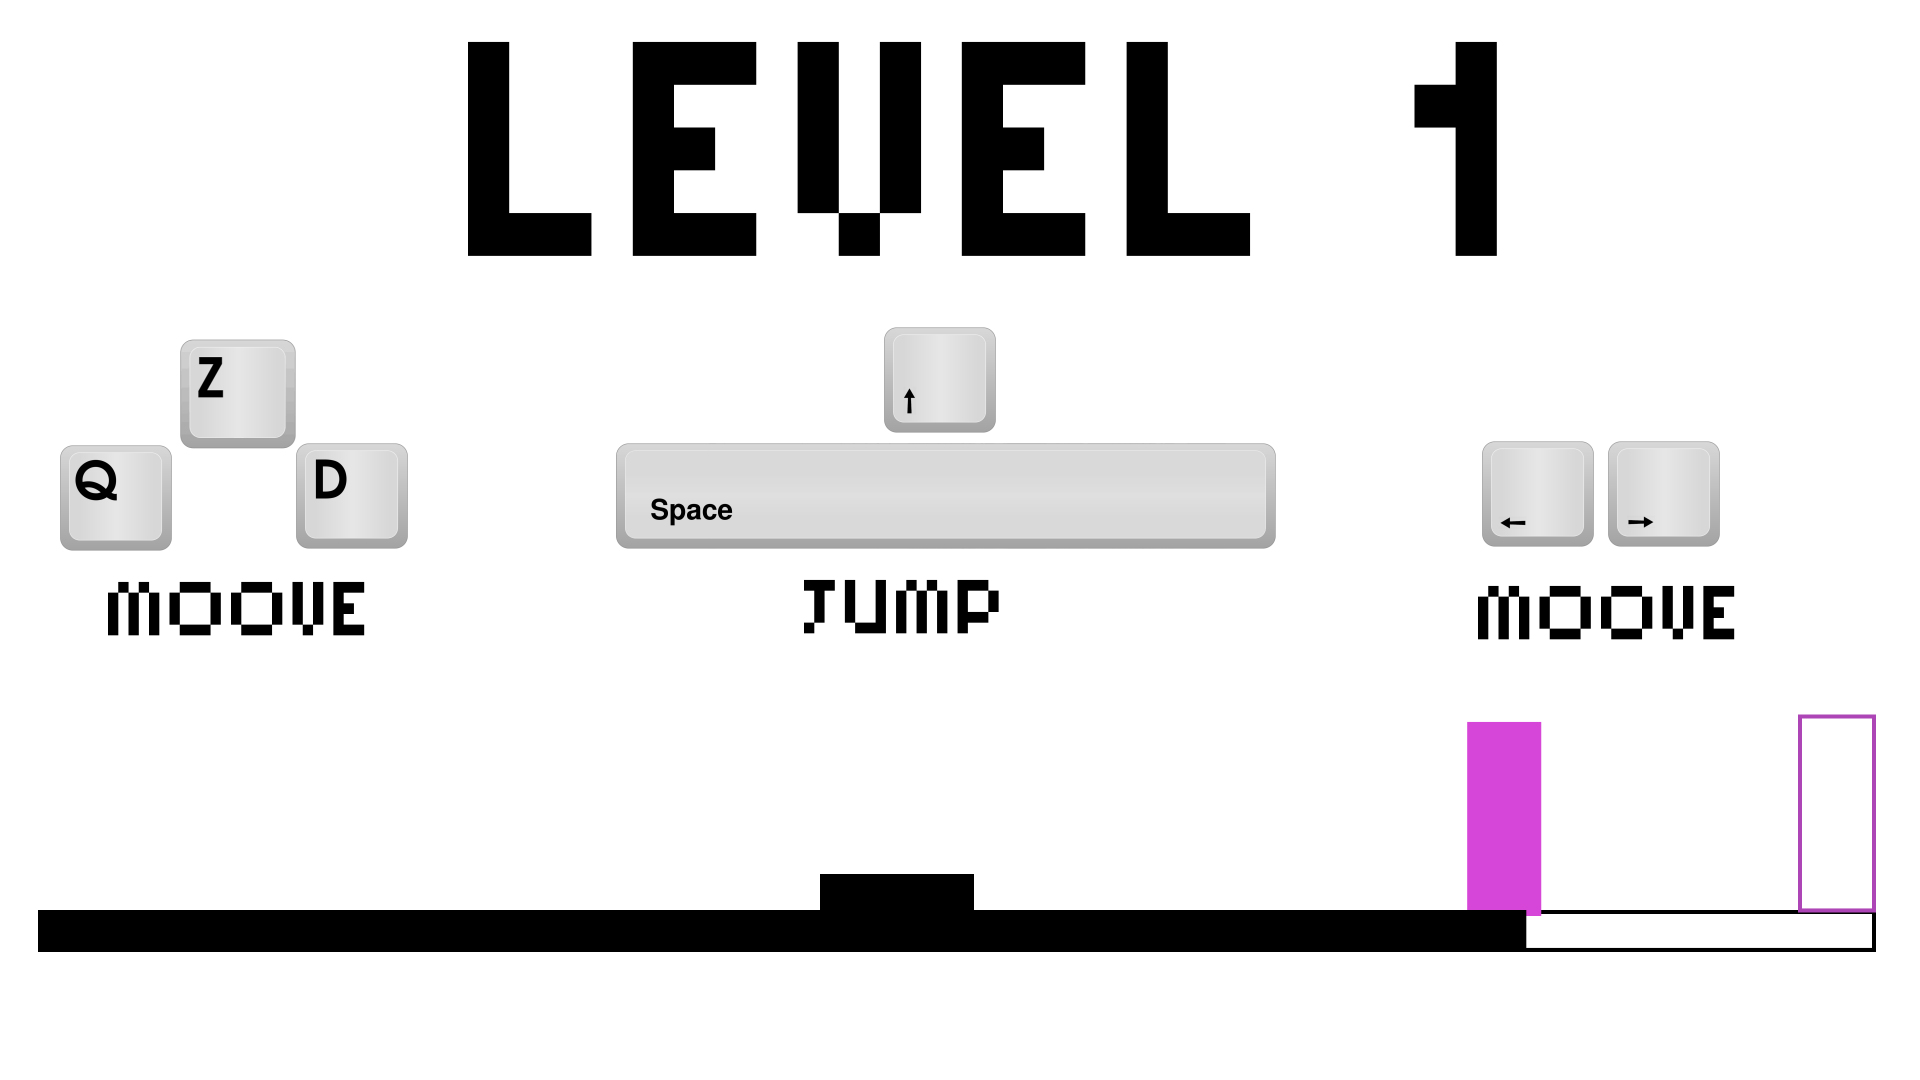 LEVEL 1
Z
Q D
↑
Space
← →
MOOVE
JUMP
MOOVE